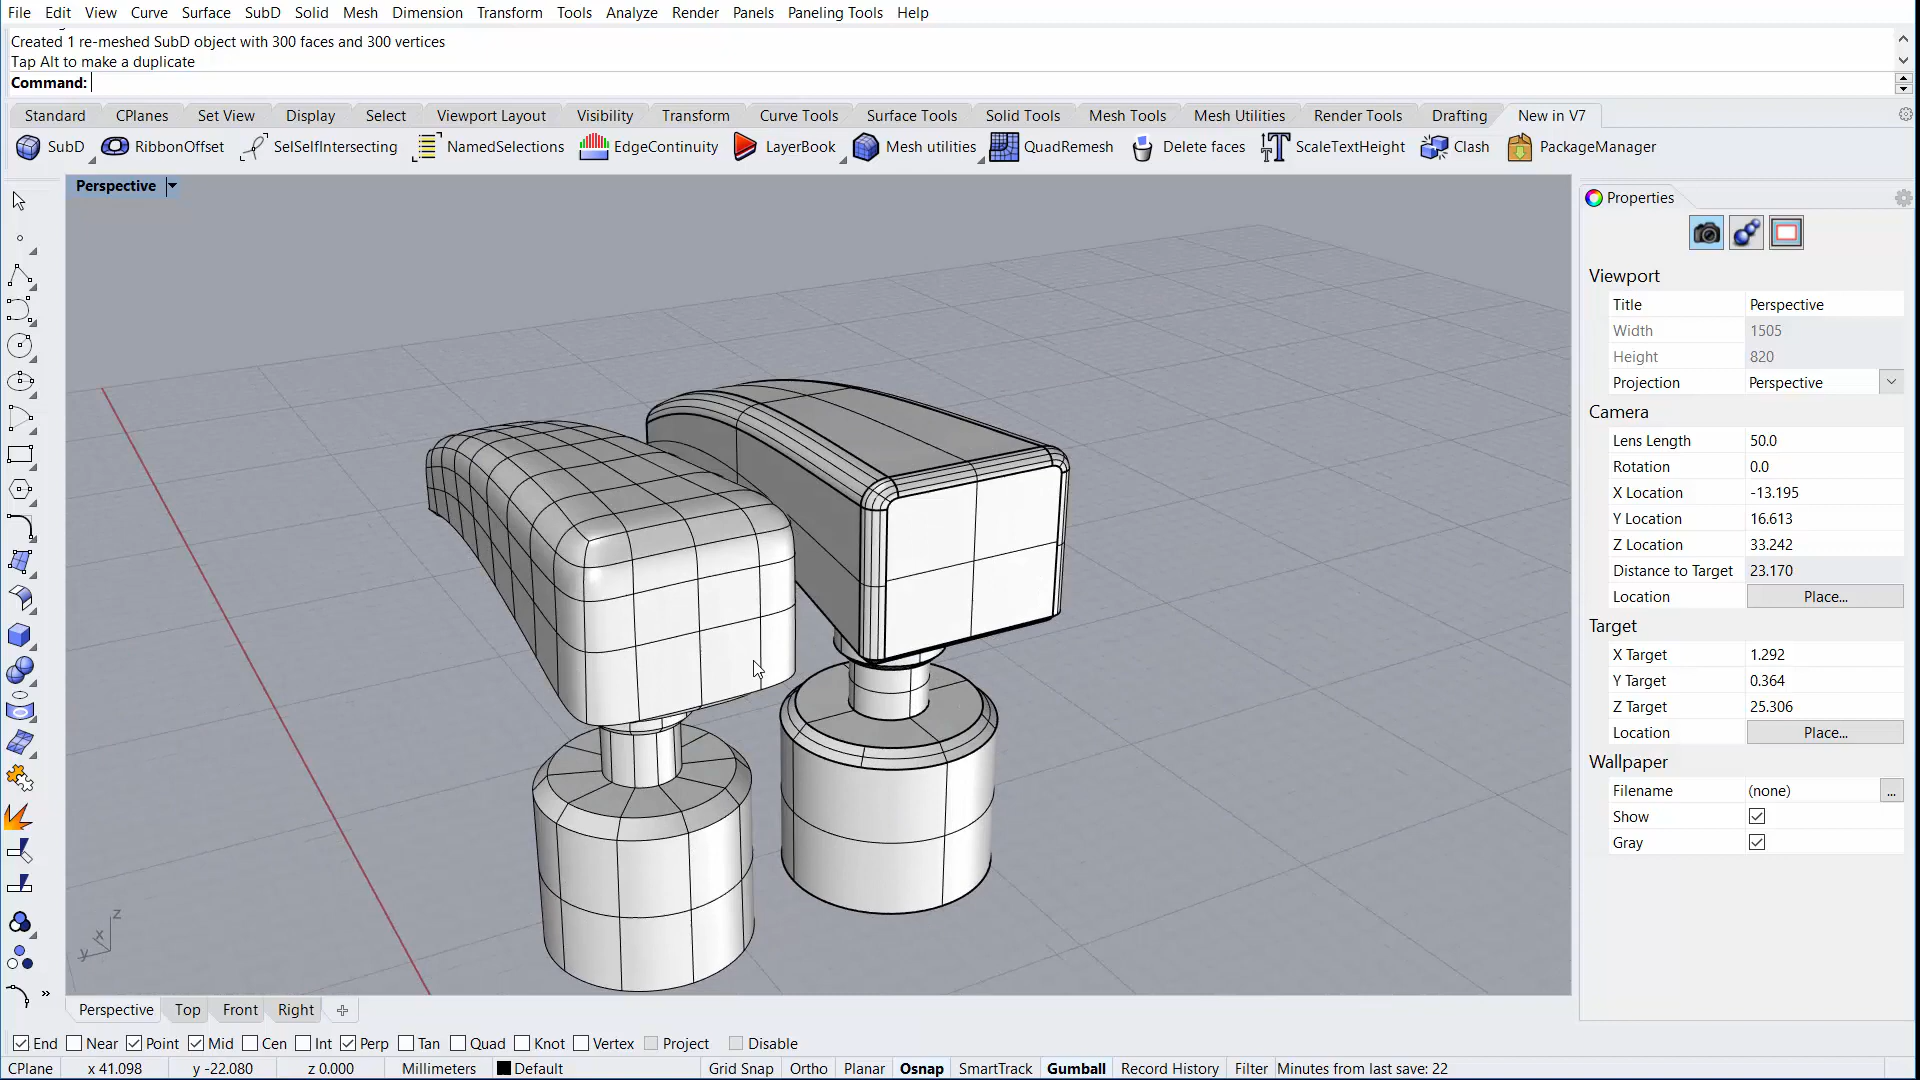 File Edit View Curve Surface SubD Solid Mesh Dimension Transform Tools Analyze Render Panels Paneling Tools Help
Created 1 re-meshed SubD object with 300 faces and 300 vertices
Tap Alt to make a duplicate
Command:
Standard CPlanes Set View Display Select Viewport Layout Visibility Transform Curve Tools Surface Tools Solid Tools Mesh Tools Mesh Utilities Render Tools Drafting New in V7
SubD RibbonOffset SelSelfIntersecting NamedSelections EdgeContinuity LayerBook Mesh utilities QuadRemesh Delete faces ScaleTextHeight Clash PackageManager
Perspective
Properties
Viewport
Title Perspective
Width 1505
Height 820
Projection Perspective
Camera
Lens Length 50.0
Rotation 0.0
X Location -13.195
Y Location 16.613
Z Location 33.242
Distance to Target 23.170
Location Place...
Target
X Target 1.292
Y Target 0.364
Z Target 25.306
Location Place...
Wallpaper
Filename (none) ...
Show
Gray
z
x
y
Perspective Top Front Right
End Near Point Mid Cen Int Perp Tan Quad Knot Vertex Project Disable
CPlane x 41.098 y -22.080 z 0.000 Millimeters Default Grid Snap Ortho Planar Osnap SmartTrack Gumball Record History Filter Minutes from last save: 22